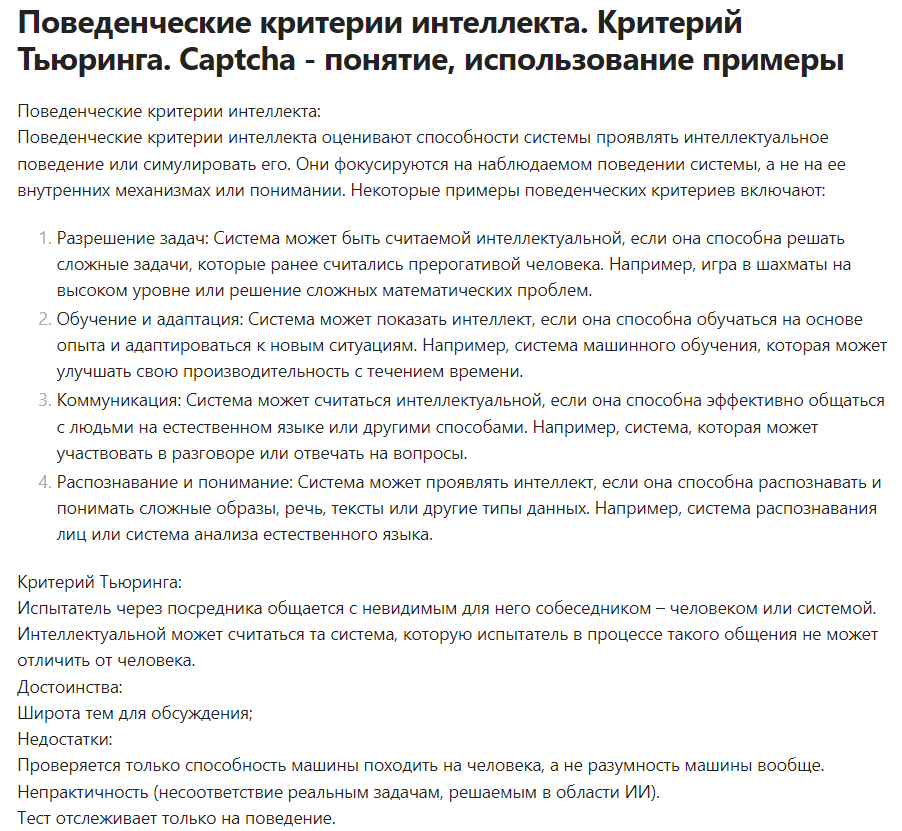 Поведенческие критерии интеллекта. Критерий
Тьюринга. Captcha - понятие, использование примеры
Поведенческие критерии интеллекта:
Поведенческие критерии интеллекта оценивают способности системы проявлять интеллектуальное
поведение или симулировать его. Они фокусируются на наблюдаемом поведении системы, а не на ее
внутренних механизмах или понимании. Некоторые примеры поведенческих критериев включают:
1. Разрешение задач: Система может быть считаемой интеллектуальной, если она способна решать
сложные задачи, которые ранее считались прерогативой человека. Например, игра в шахматы на
высоком уровне или решение сложных математических проблем.
2. Обучение и адаптация: Система может показать интеллект, если она способна обучаться на основе
опыта и адаптироваться к новым ситуациям. Например, система машинного обучения, которая может
улучшать свою производительность с течением времени.
3. Коммуникация: Система может считаться интеллектуальной, если она способна эффективно общаться
с людьми на естественном языке или другими способами. Например, система, которая может
участвовать в разговоре или отвечать на вопросы.
4. Распознавание и понимание: Система может проявлять интеллект, если она способна распознавать и
понимать сложные образы, речь, тексты или другие типы данных. Например, система распознавания
лиц или система анализа естественного языка.
Критерий Тьюринга:
Испытатель через посредника общается с невидимым для него собеседником – человеком или системой.
Интеллектуальной может считаться та система, которую испытатель в процессе такого общения не может
отличить от человека.
Достоинства:
Широта тем для обсуждения;
Недостатки:
Проверяется только способность машины походить на человека, а не разумность машины вообще.
Непрактичность (несоответствие реальным задачам, решаемым в области ИИ).
Тест отслеживает только на поведение.